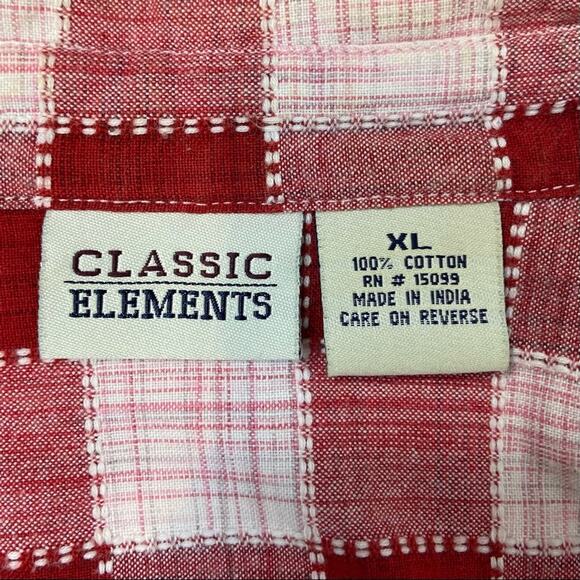 CLASSIC
ELEMENTS
XL
100% COTTON
RN # 15099
MADE IN INDIA
CARE ON REVERSE